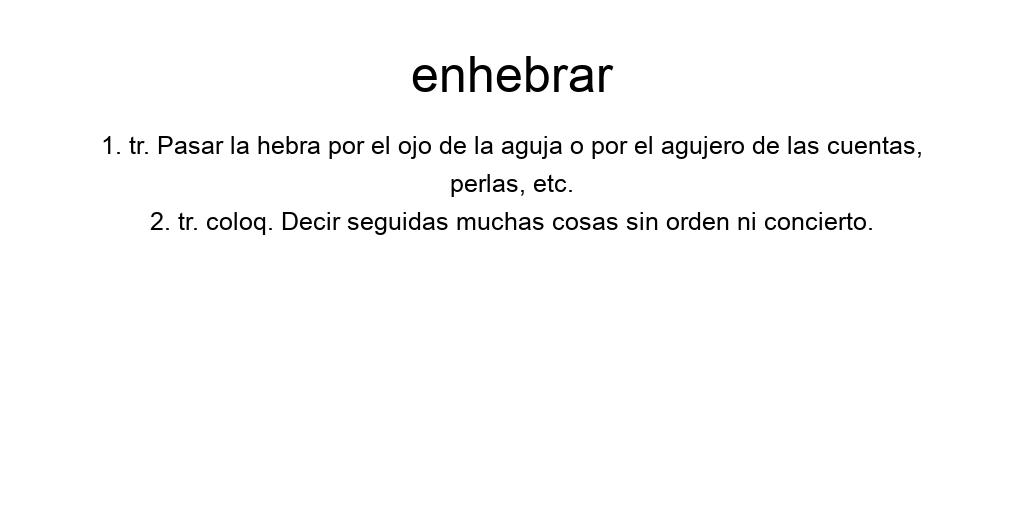 enhebrar
1. tr. Pasar la hebra por el ojo de la aguja o por el agujero de las cuentas,
perlas, etc.
2. tr. coloq. Decir seguidas muchas cosas sin orden ni concierto.